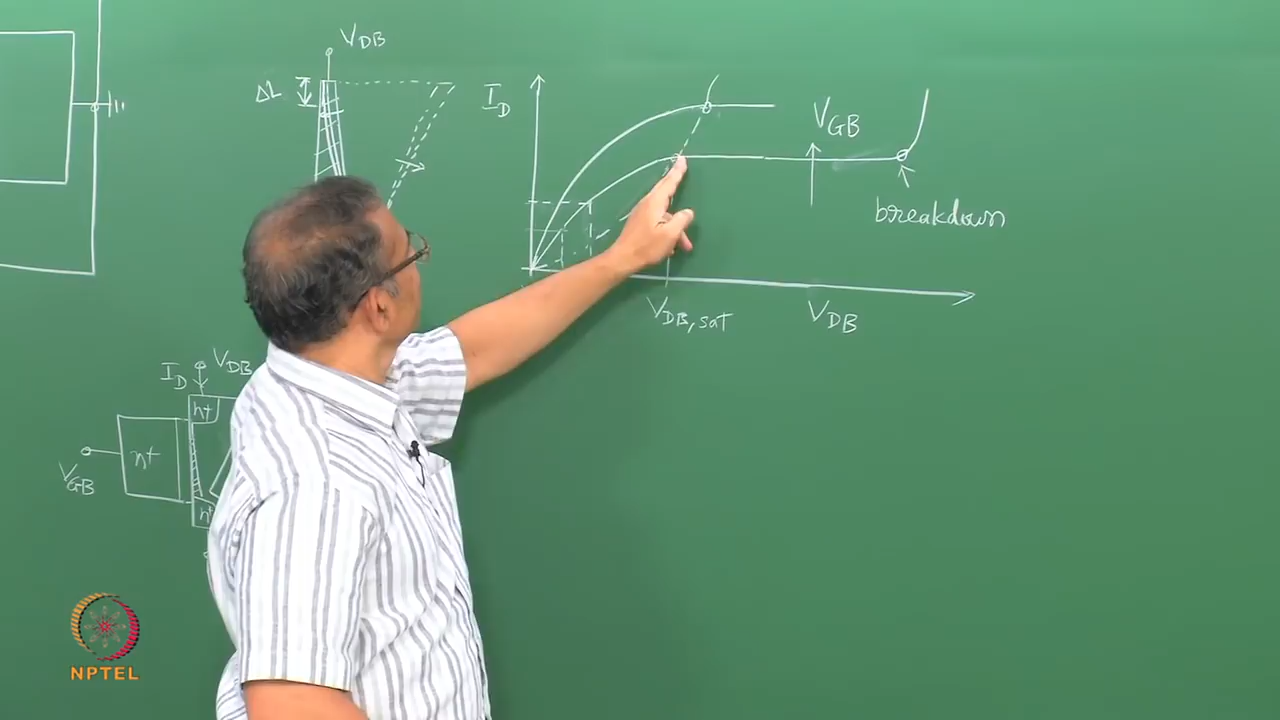 V_DB
ΔL
I_D
V_GB
breakdown
V_DB, sat
V_DB
I_D
V_DB
n+
n+
V_GB
n+
NPTEL